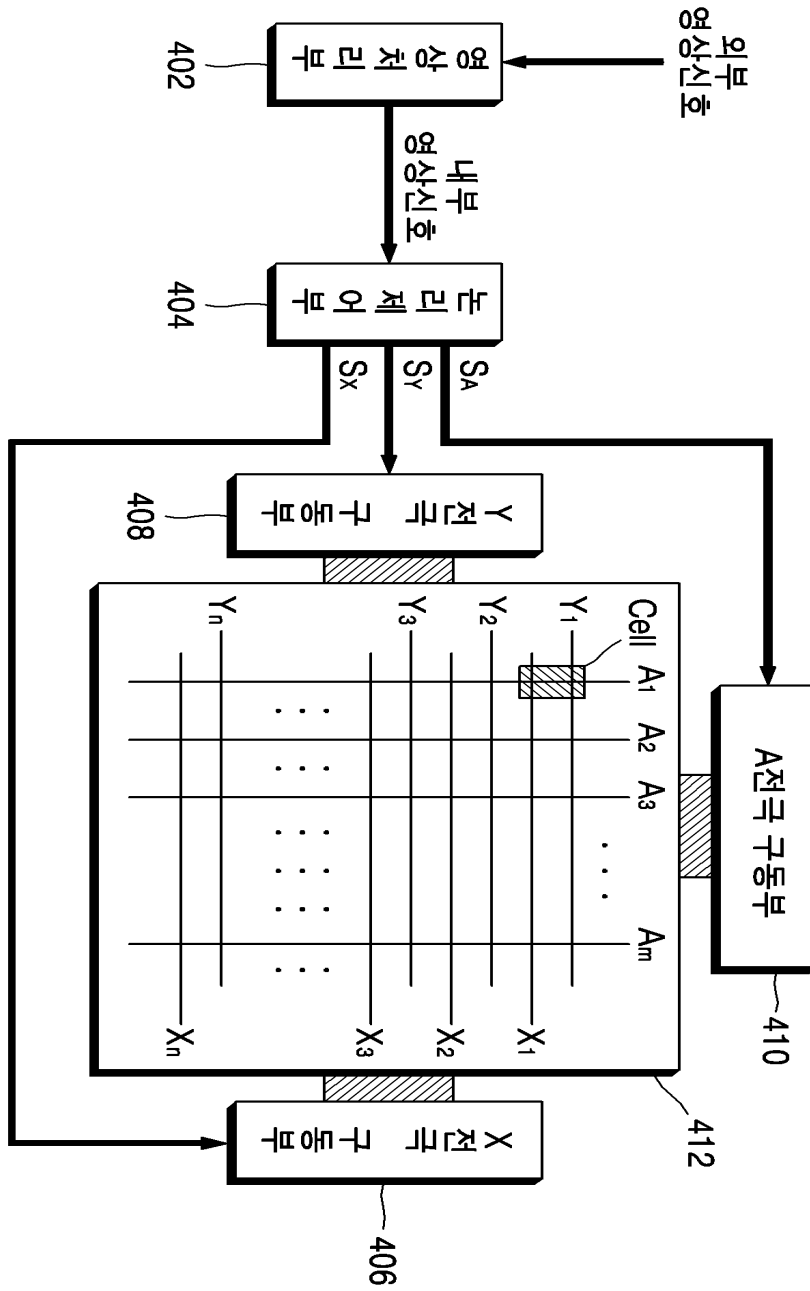 A전극 구동부
410
외부
영상신호
412
Cell
A1 A2 A3 . . . Am
Y1
X1
Y2
X2
Y3
X3
Yn
Xn
영상처리부
402
내부
영상신호
논리제어부
404
SA
SY
SX
Y전극 구동부
408
X전극 구동부
406